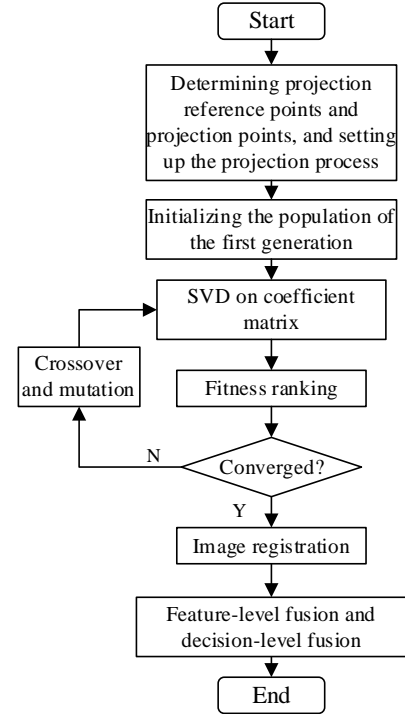 Start
Determining projection
reference points and
projection points, and setting
up the projection process
Initializing the population of
the first generation
SVD on coefficient
matrix
Crossover
and mutation
Fitness ranking
N
Converged?
Y
Image registration
Feature-level fusion and
decision-level fusion
End